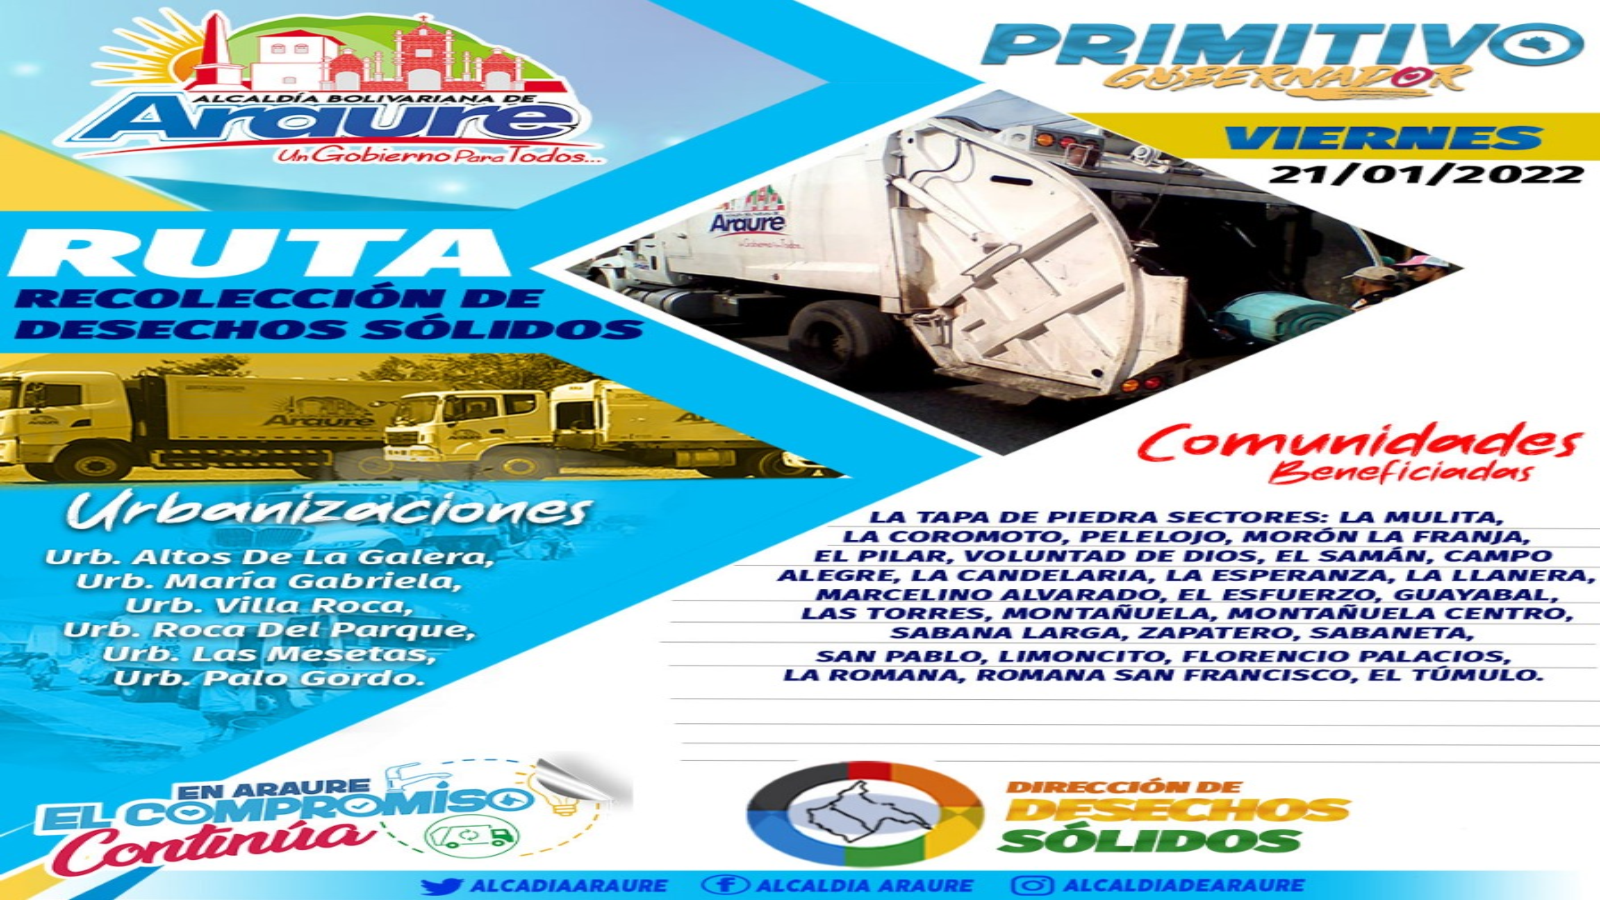 ALCALDÍA BOLIVARIANA DE
Araure
Un Gobierno Para Todos...
PRIMITIVO
GOBERNADOR
VIERNES
21/01/2022
RUTA
RECOLECCIÓN DE
DESECHOS SÓLIDOS
Araure
Araure
Urbanizaciones
Urb. Altos De La Galera,
Urb. María Gabriela,
Urb. Villa Roca,
Urb. Roca Del Parque,
Urb. Las Mesetas,
Urb. Palo Gordo.
Comunidades
Beneficiadas
LA TAPA DE PIEDRA SECTORES: LA MULITA,
LA COROMOTO, PELELOJO, MORÓN LA FRANJA,
EL PILAR, VOLUNTAD DE DIOS, EL SAMÁN, CAMPO
ALEGRE, LA CANDELARIA, LA ESPERANZA, LA LLANERA,
MARCELINO ALVARADO, EL ESFUERZO, GUAYABAL,
LAS TORRES, MONTAÑUELA, MONTAÑUELA CENTRO,
SABANA LARGA, ZAPATERO, SABANETA,
SAN PABLO, LIMONCITO, FLORENCIO PALACIOS,
LA ROMANA, ROMANA SAN FRANCISCO, EL TÚMULO.
EN ARAURE
EL COMPROMISO
Continúa
DIRECCIÓN DE
DESECHOS
SÓLIDOS
ALCADIAARAURE
ALCALDIA ARAURE
ALCALDIADEARAURE